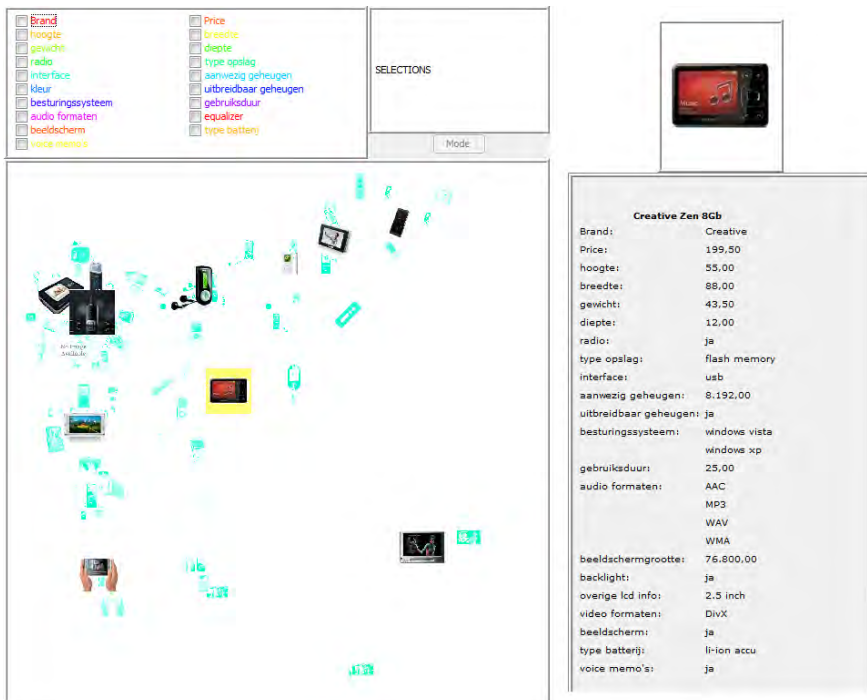 Brand
Price
hoogte
breedte
gewicht
diepte
radio
type opslag
interface
aanwezig geheugen
kleur
uitbreidbaar geheugen
besturingssysteem
gebruiksduur
audio formaten
equalizer
beeldscherm
type batterij
voice memo's
SELECTIONS
Mode
Creative Zen 8Gb
Brand: Creative
Price: 199,50
hoogte: 55,00
breedte: 88,00
gewicht: 43,50
diepte: 12,00
radio: ja
type opslag: flash memory
interface: usb
aanwezig geheugen: 8.192,00
uitbreidbaar geheugen: ja
besturingssysteem: windows vista
windows xp
gebruiksduur: 25,00
audio formaten: AAC
MP3
WAV
WMA
beeldschermgrootte: 76.800,00
backlight: ja
overige lcd info: 2.5 inch
video formaten: DivX
beeldscherm: ja
type batterij: li-ion accu
voice memo's: ja